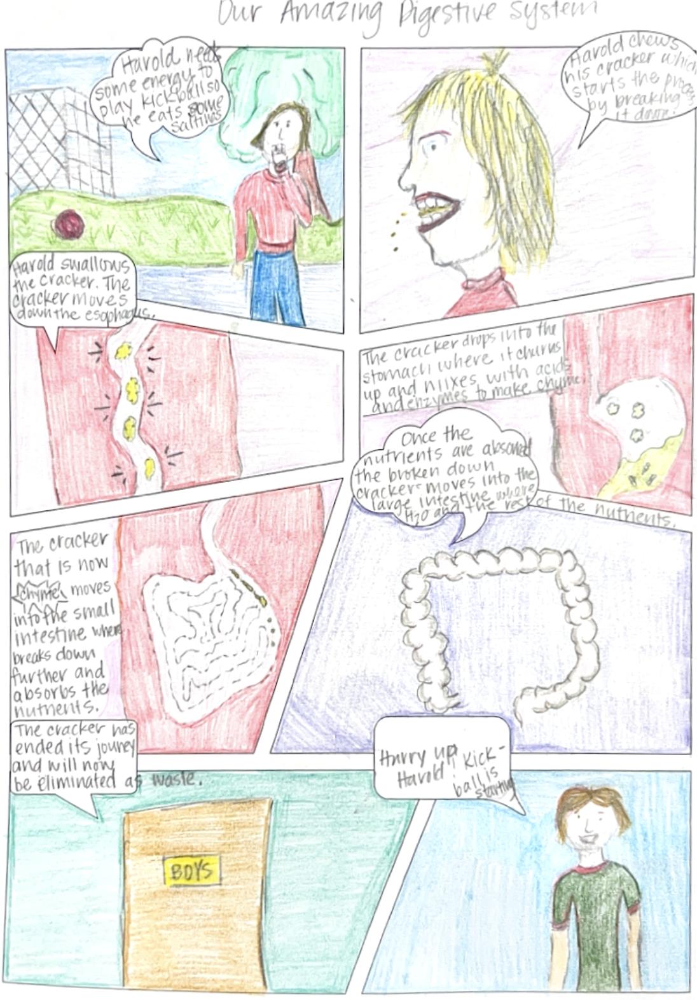 Our Amazing Digestive System
Harold needs
some energy to
play kickball so
he eats some
saltines
Harold chews
his cracker which
starts the process
by breaking
it down.
Harold swallows
the cracker. The
cracker moves
down the esophagus.
The cracker drops into the
stomach where it churns
up and mixes with acids
and enzymes to make chyme.
The cracker
that is now
chyme moves
into the small
intestine where
breaks down
further and
absorbs the
nutrients.
Once the
nutrients are absorbed
the broken down
cracker moves into the
large intestine where
H2O and the rest of the nutrients.
The cracker has
ended its jouney
and will now
be eliminated as waste.
BOYS
Hurry up
Harold! Kick-
ball is
starting